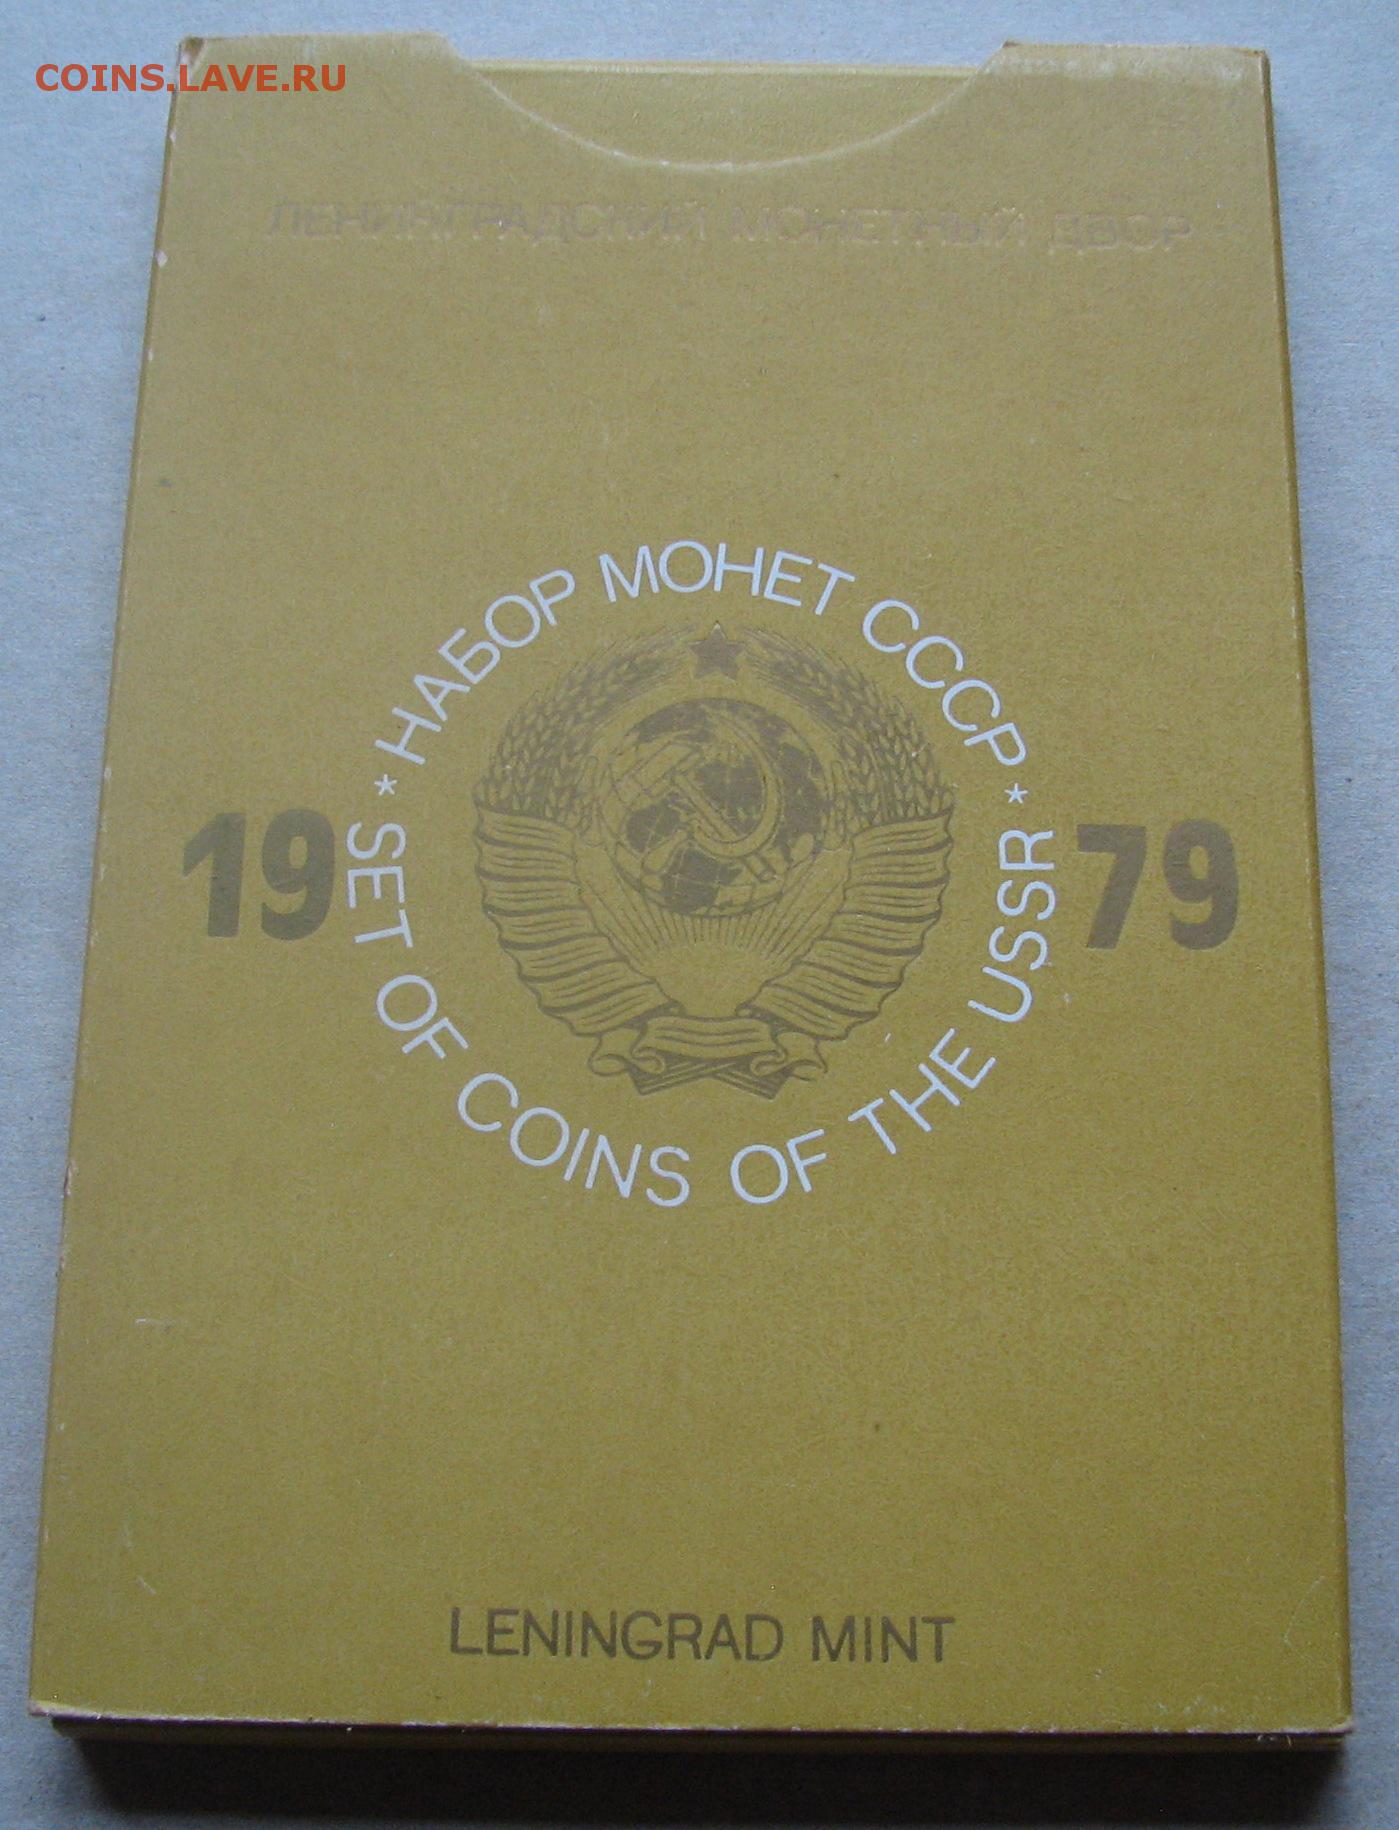 COINS.LAVE.RU
ЛЕНИНГРАДСКИЙ МОНЕТНЫЙ ДВОР
* НАБОР МОНЕТ СССР *
19 79
SET OF COINS OF THE USSR
LENINGRAD MINT